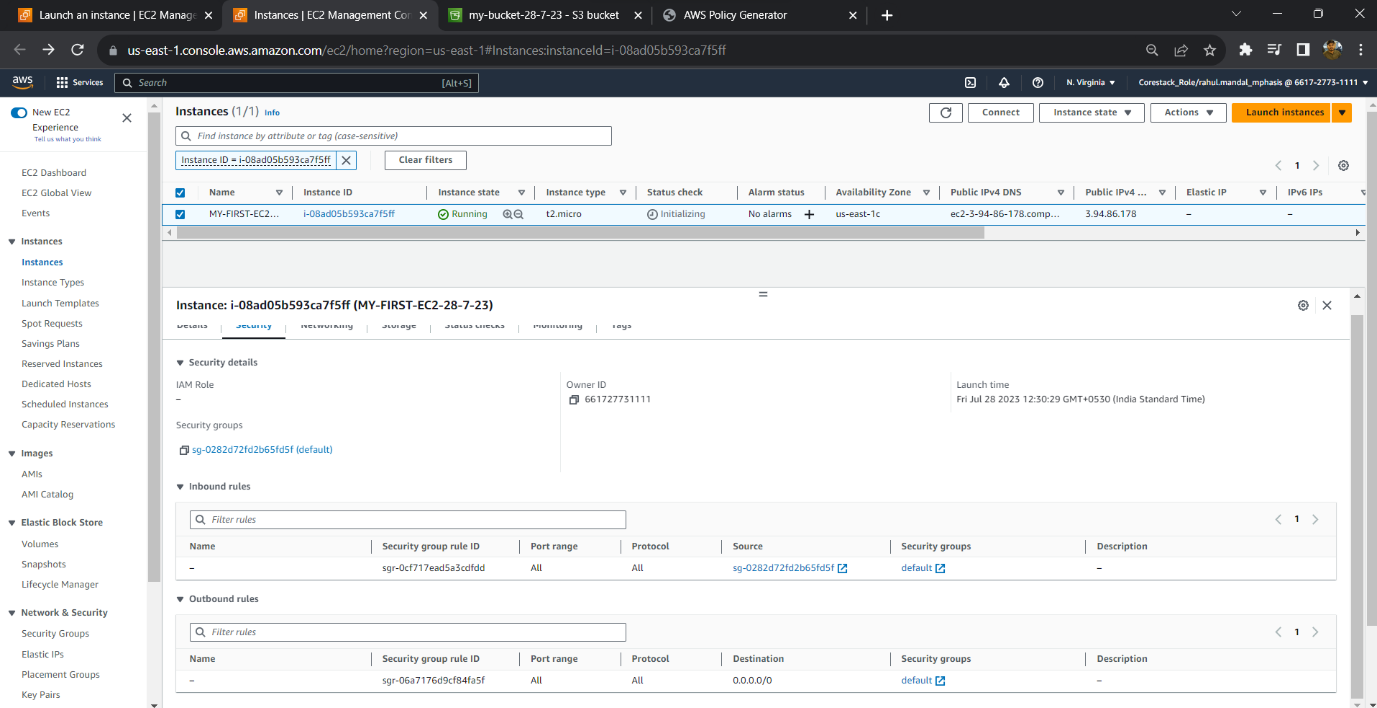 Launch an instance | EC2 Manage
Instances | EC2 Management Con
my-bucket-28-7-23 - S3 bucket
AWS Policy Generator
us-east-1.console.aws.amazon.com/ec2/home?region=us-east-1#Instances:instanceId=i-08ad05b593ca7f5ff
aws Services Search [Alt+S] N. Virginia Corestack_Role/rahul.mandal_mphasis @ 6617-2773-1111
New EC2
Experience
Tell us what you think
EC2 Dashboard
EC2 Global View
Events
Instances
Instances
Instance Types
Launch Templates
Spot Requests
Savings Plans
Reserved Instances
Dedicated Hosts
Scheduled Instances
Capacity Reservations
Images
AMIs
AMI Catalog
Elastic Block Store
Volumes
Snapshots
Lifecycle Manager
Network & Security
Security Groups
Elastic IPs
Placement Groups
Key Pairs
Instances (1/1) Info
Connect Instance state Actions Launch instances
Find instance by attribute or tag (case-sensitive)
Instance ID = i-08ad05b593ca7f5ff Clear filters
1
Name Instance ID Instance state Instance type Status check Alarm status Availability Zone Public IPv4 DNS Public IPv4 ... Elastic IP IPv6 IPs
MY-FIRST-EC2... i-08ad05b593ca7f5ff Running t2.micro Initializing No alarms + us-east-1c ec2-3-94-86-178.comp... 3.94.86.178 – –
Instance: i-08ad05b593ca7f5ff (MY-FIRST-EC2-28-7-23)
Details Security Networking Storage Status checks Monitoring Tags
Security details
IAM Role Owner ID Launch time
– 661727731111 Fri Jul 28 2023 12:30:29 GMT+0530 (India Standard Time)
Security groups
sg-0282d72fd2b65fd5f (default)
Inbound rules
Filter rules 1
Name Security group rule ID Port range Protocol Source Security groups Description
– sgr-0cf717ead5a3cdfdd All All sg-0282d72fd2b65fd5f default –
Outbound rules
Filter rules 1
Name Security group rule ID Port range Protocol Destination Security groups Description
– sgr-06a7176d9cf84fa5f All All 0.0.0.0/0 default –